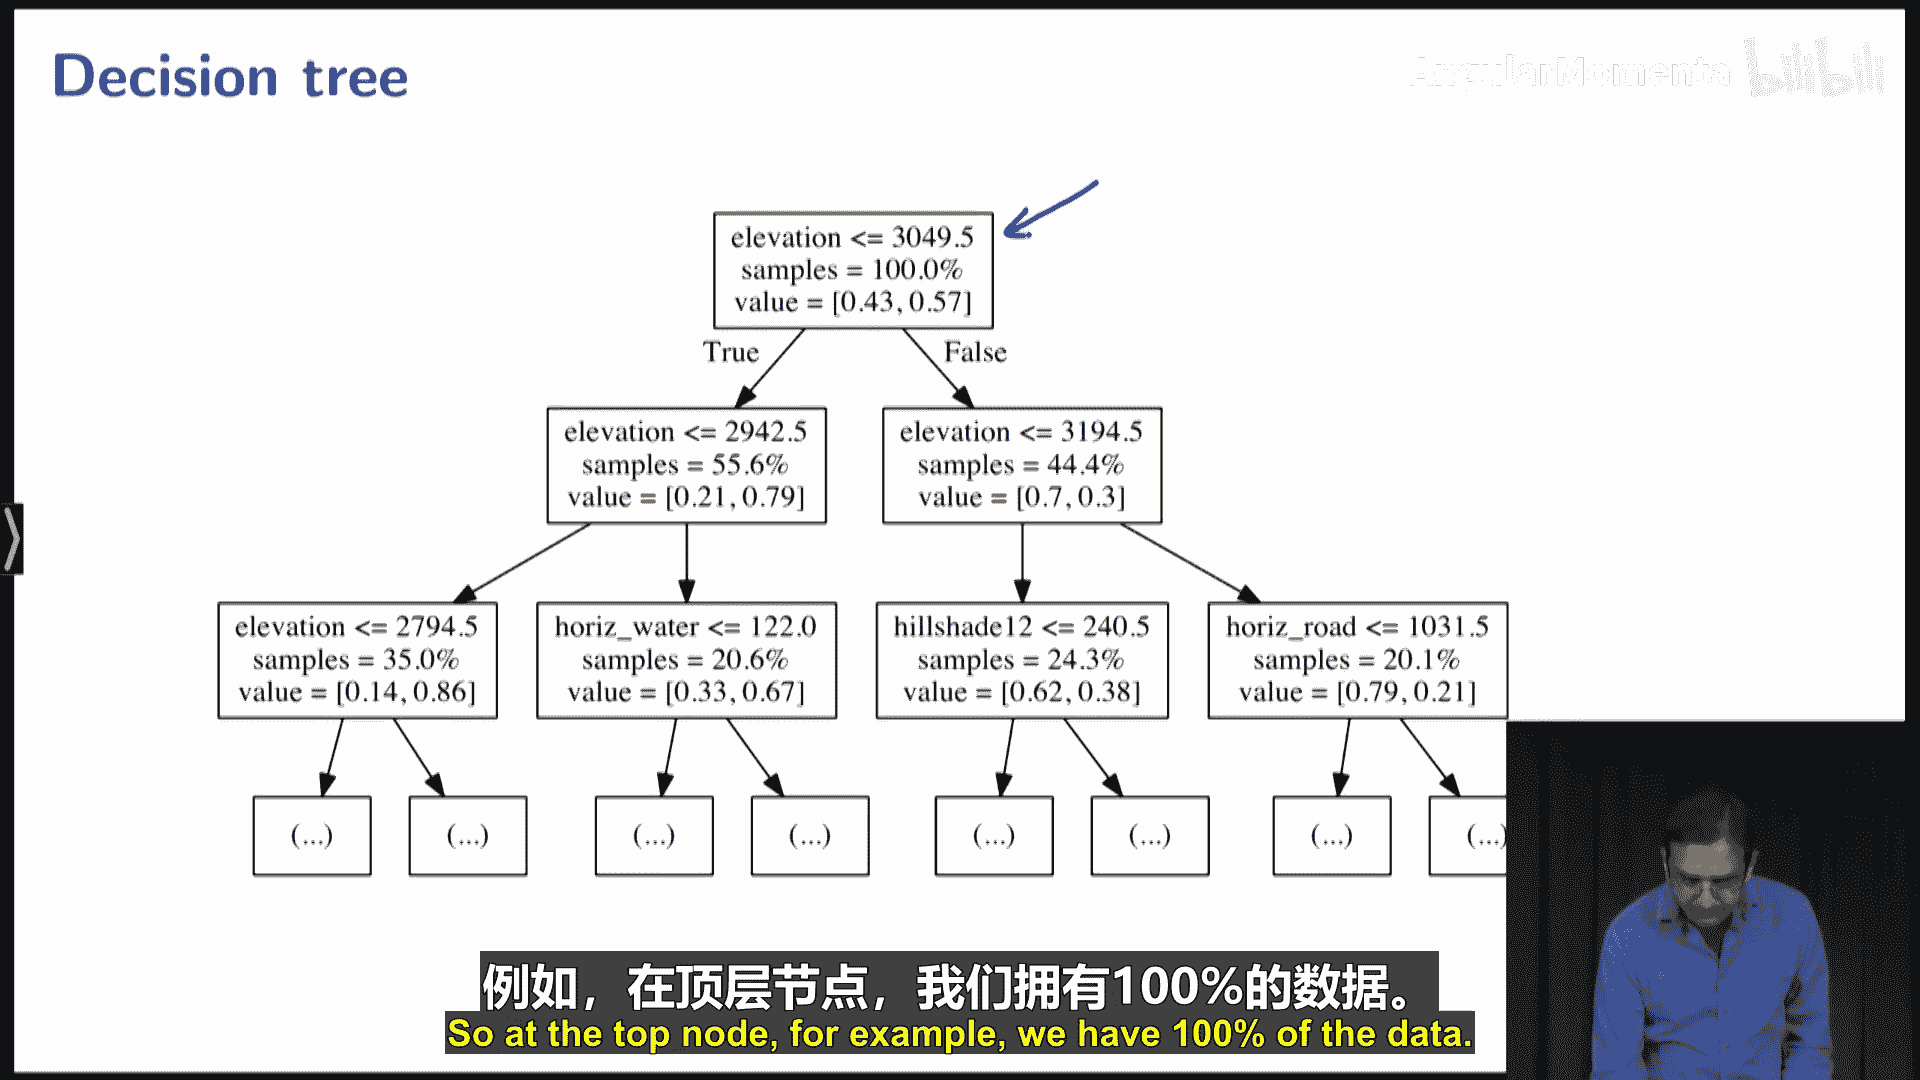 Decision tree
AngularMomenta bilibili
elevation <= 3049.5
samples = 100.0%
value = [0.43, 0.57]
True
False
elevation <= 2942.5
samples = 55.6%
value = [0.21, 0.79]
elevation <= 3194.5
samples = 44.4%
value = [0.7, 0.3]
elevation <= 2794.5
samples = 35.0%
value = [0.14, 0.86]
horiz_water <= 122.0
samples = 20.6%
value = [0.33, 0.67]
hillshade12 <= 240.5
samples = 24.3%
value = [0.62, 0.38]
horiz_road <= 1031.5
samples = 20.1%
value = [0.79, 0.21]
(...)
(...)
(...)
(...)
(...)
(...)
(...)
(...)
例如，在顶层节点，我们拥有100%的数据。
So at the top node, for example, we have 100% of the data.